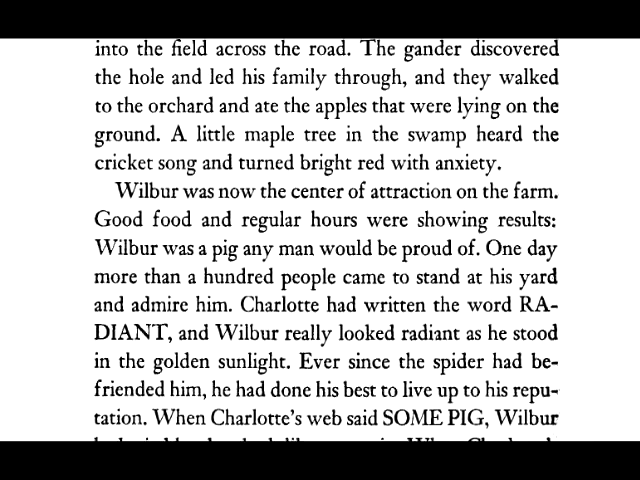 into the field across the road. The gander discovered
the hole and led his family through, and they walked
to the orchard and ate the apples that were lying on the
ground. A little maple tree in the swamp heard the
cricket song and turned bright red with anxiety.
Wilbur was now the center of attraction on the farm.
Good food and regular hours were showing results:
Wilbur was a pig any man would be proud of. One day
more than a hundred people came to stand at his yard
and admire him. Charlotte had written the word RA-
DIANT, and Wilbur really looked radiant as he stood
in the golden sunlight. Ever since the spider had be-
friended him, he had done his best to live up to his repu-
tation. When Charlotte's web said SOME PIG, Wilbur